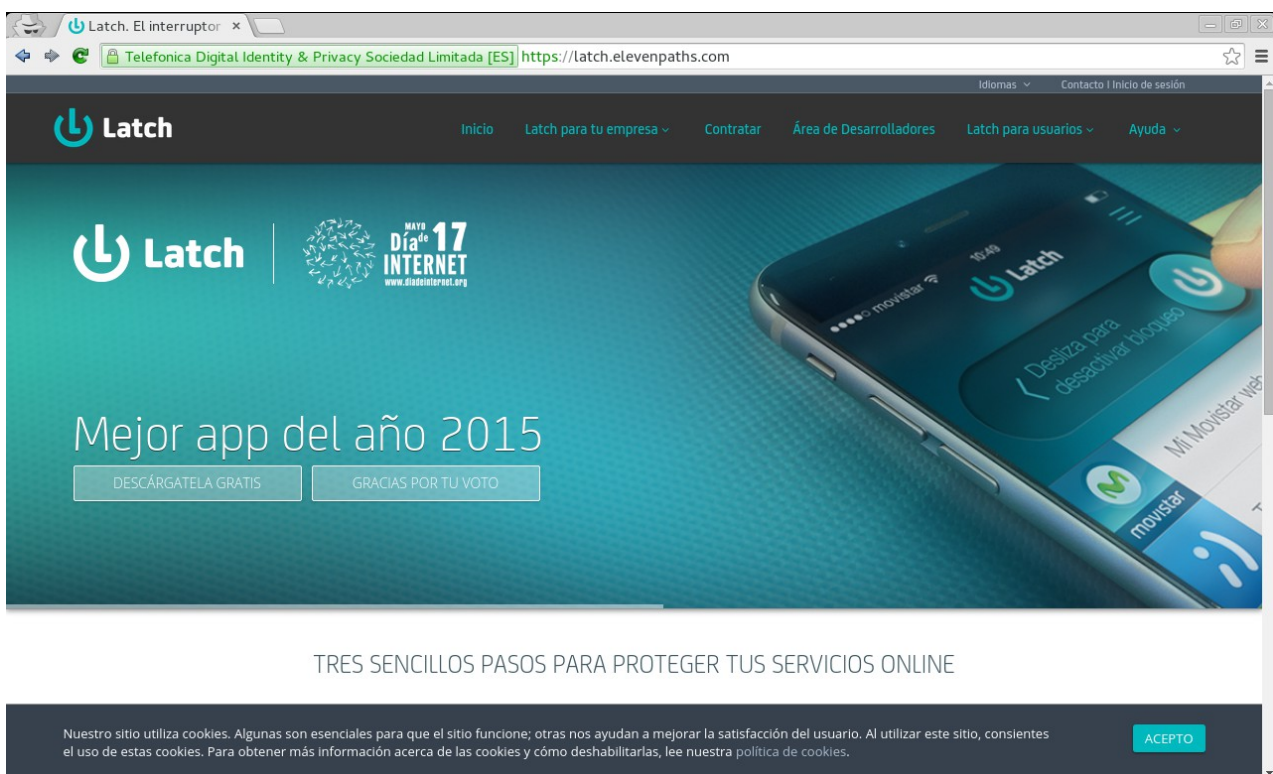 Latch. El interruptor
Telefonica Digital Identity & Privacy Sociedad Limitada [ES] https://latch.elevenpaths.com
Idiomas Contacto | Inicio de sesión
Latch Inicio Latch para tu empresa Contratar Área de Desarrolladores Latch para usuarios Ayuda
Latch
MAYO
Día de 17
INTERNET
www.diadeinternet.org
movistar 10:49
Latch
Desliza para
desactivar bloqueo
Mi Movistar web
movistar
Mejor app del año 2015
DESCÁRGATELA GRATIS GRACIAS POR TU VOTO
TRES SENCILLOS PASOS PARA PROTEGER TUS SERVICIOS ONLINE
Nuestro sitio utiliza cookies. Algunas son esenciales para que el sitio funcione; otras nos ayudan a mejorar la satisfacción del usuario. Al utilizar este sitio, consientes
el uso de estas cookies. Para obtener más información acerca de las cookies y cómo deshabilitarlas, lee nuestra política de cookies.
ACEPTO